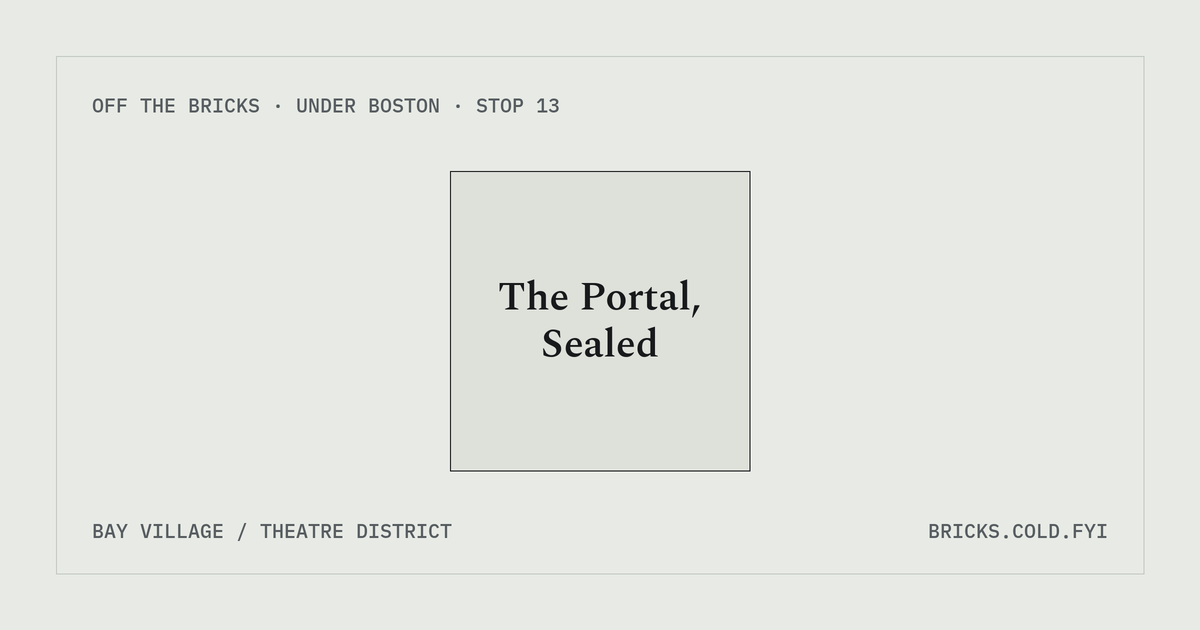 OFF THE BRICKS · UNDER BOSTON · STOP 13
The Portal,
Sealed
BAY VILLAGE / THEATRE DISTRICT
BRICKS.COLD.FYI